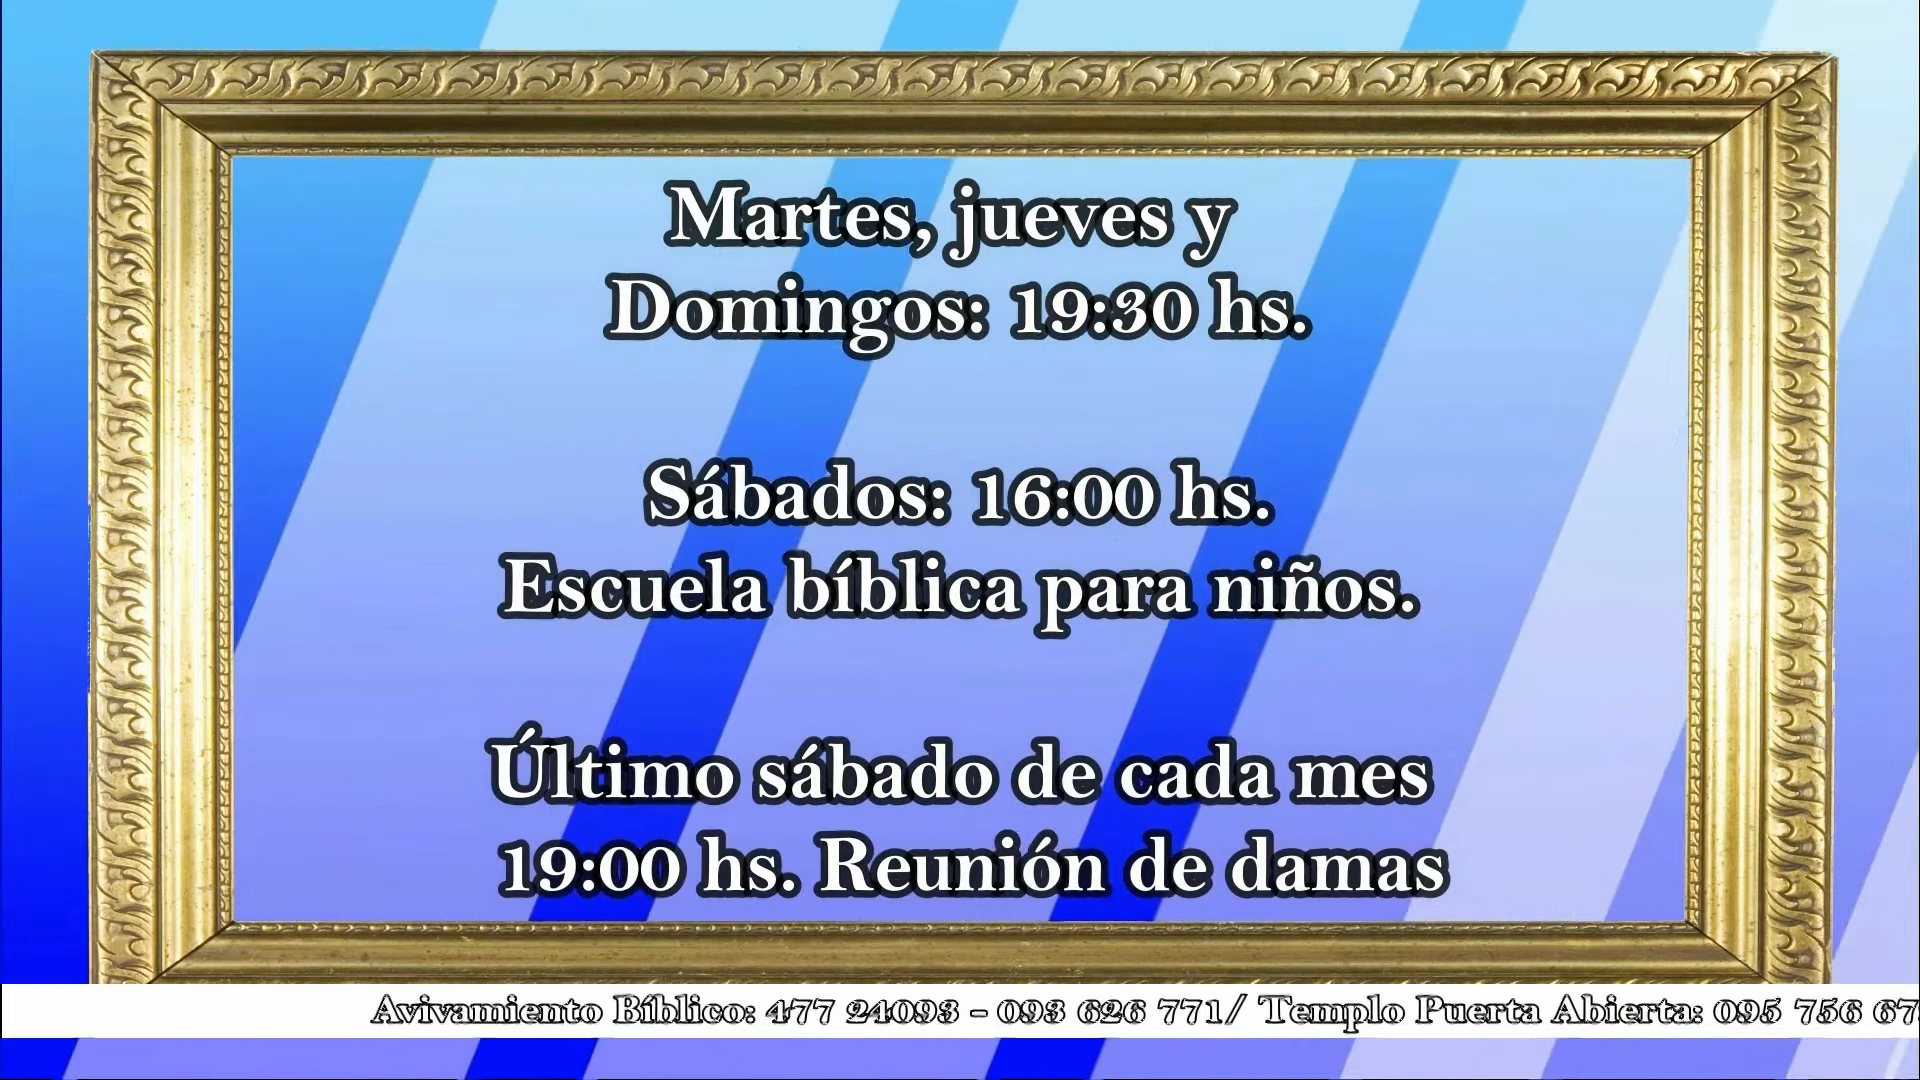 Martes, jueves y
Domingos: 19:30 hs.
Sábados: 16:00 hs.
Escuela bíblica para niños.
Último sábado de cada mes
19:00 hs. Reunión de damas
Avivamiento Bíblico: 477 24093 - 093 626 771/ Templo Puerta Abierta: 095 756